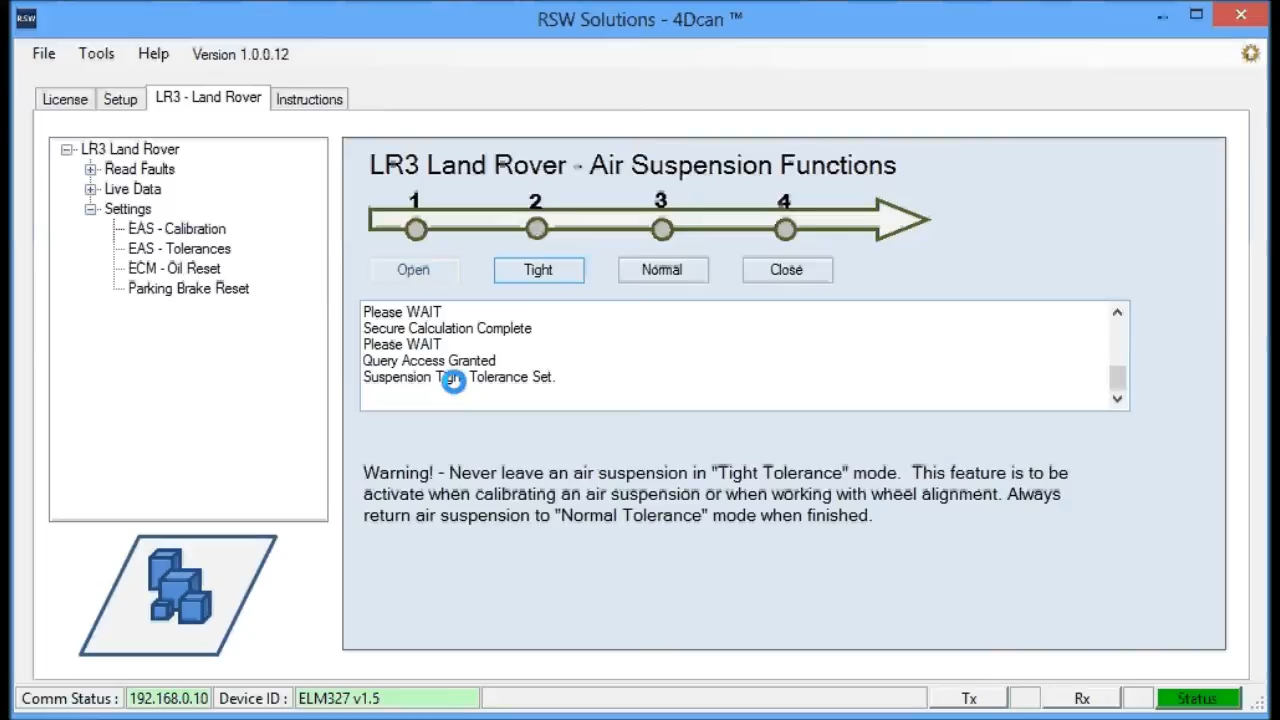 RSW
RSW Solutions - 4Dcan ™
File Tools Help Version 1.0.0.12
License Setup LR3 - Land Rover Instructions
LR3 Land Rover
Read Faults
Live Data
Settings
EAS - Calibration
EAS - Tolerances
ECM - Oil Reset
Parking Brake Reset
LR3 Land Rover - Air Suspension Functions
1 2 3 4
Open Tight Normal Close
Please WAIT
Secure Calculation Complete
Please WAIT
Query Access Granted
Suspension Tight Tolerance Set.
Warning! - Never leave an air suspension in "Tight Tolerance" mode. This feature is to be
activate when calibrating an air suspension or when working with wheel alignment. Always
return air suspension to "Normal Tolerance" mode when finished.
Comm Status : 192.168.0.10 Device ID : ELM327 v1.5 Tx Rx Status